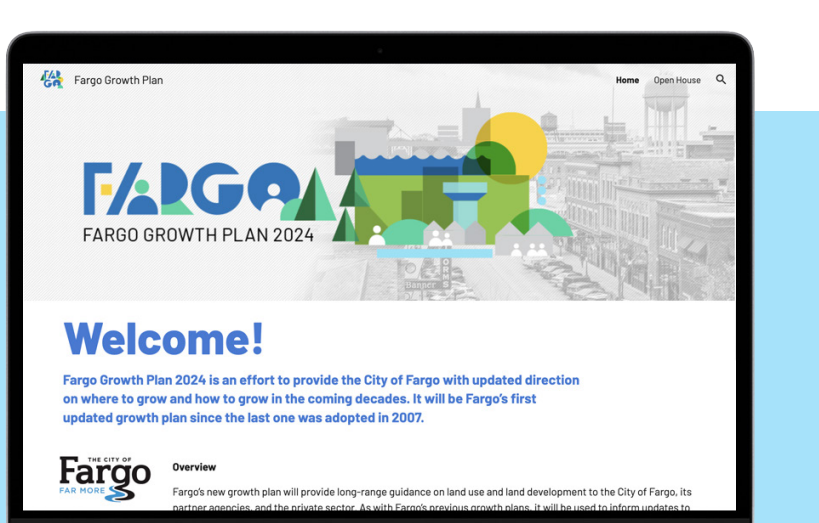 Fargo Growth Plan
Home Open House
FARGO
FARGO GROWTH PLAN 2024
FORMS
Banner
Welcome!
Fargo Growth Plan 2024 is an effort to provide the City of Fargo with updated direction
on where to grow and how to grow in the coming decades. It will be Fargo’s first
updated growth plan since the last one was adopted in 2007.
THE CITY OF
Fargo
FAR MORE
Overview
Fargo’s new growth plan will provide long-range guidance on land use and land development to the City of Fargo, its
partner agencies, and the private sector. As with Fargo’s previous growth plans, it will be used to inform updates to